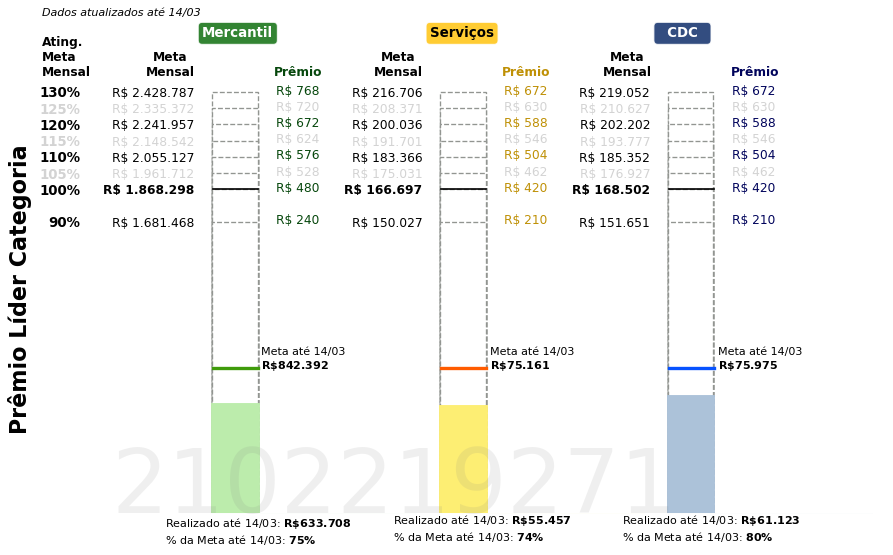 Dados atualizados até 14/03
Mercantil Serviços CDC
Ating.
Meta Meta Meta Meta
Mensal Mensal Prêmio Mensal Prêmio Mensal Prêmio
130% R$ 2.428.787 R$ 768 R$ 216.706 R$ 672 R$ 219.052 R$ 672
125% R$ 2.335.372 R$ 720 R$ 208.371 R$ 630 R$ 210.627 R$ 630
120% R$ 2.241.957 R$ 672 R$ 200.036 R$ 588 R$ 202.202 R$ 588
115% R$ 2.148.542 R$ 624 R$ 191.701 R$ 546 R$ 193.777 R$ 546
110% R$ 2.055.127 R$ 576 R$ 183.366 R$ 504 R$ 185.352 R$ 504
105% R$ 1.961.712 R$ 528 R$ 175.031 R$ 462 R$ 176.927 R$ 462
100% R$ 1.868.298 R$ 480 R$ 166.697 R$ 420 R$ 168.502 R$ 420
90% R$ 1.681.468 R$ 240 R$ 150.027 R$ 210 R$ 151.651 R$ 210
Prêmio Líder Categoria
Meta até 14/03 Meta até 14/03 Meta até 14/03
R$842.392 R$75.161 R$75.975
2102219271
Realizado até 14/03: R$633.708 Realizado até 14/03: R$55.457 Realizado até 14/03: R$61.123
% da Meta até 14/03: 75% % da Meta até 14/03: 74% % da Meta até 14/03: 80%